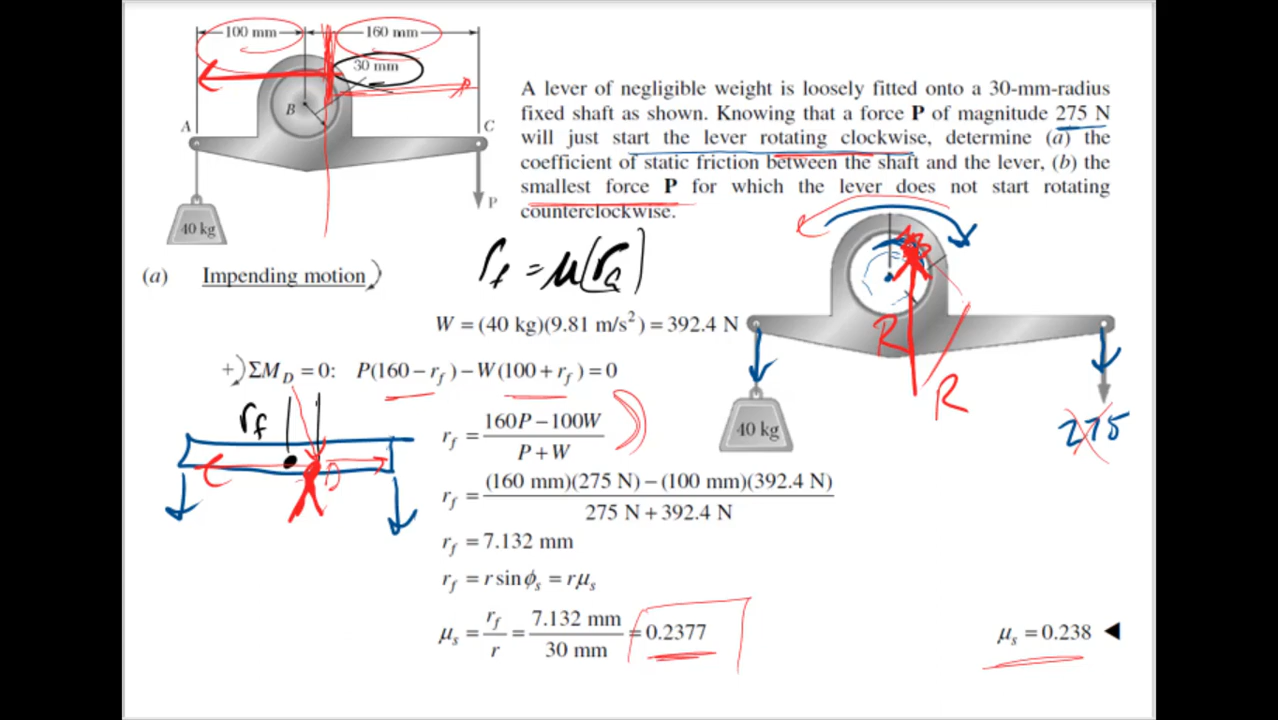 100 mm
160 mm
30 mm
B
A
C
P
40 kg
A lever of negligible weight is loosely fitted onto a 30-mm-radius
fixed shaft as shown. Knowing that a force P of magnitude 275 N
will just start the lever rotating clockwise, determine (a) the
coefficient of static friction between the shaft and the lever, (b) the
smallest force P for which the lever does not start rotating
counterclockwise.
(a) Impending motion
r_f = μ(r_a)
W = (40 kg)(9.81 m/s²) = 392.4 N
+) ΣM_D = 0: P(160 − r_f) − W(100 + r_f) = 0
r_f
D
r_f = (160P − 100W) / (P + W)
r_f = ((160 mm)(275 N) − (100 mm)(392.4 N)) / (275 N + 392.4 N)
r_f = 7.132 mm
r_f = r sin ϕ_s = rμ_s
μ_s = r_f / r = 7.132 mm / 30 mm = 0.2377
μ_s = 0.238 ◀
R
R
40 kg
275